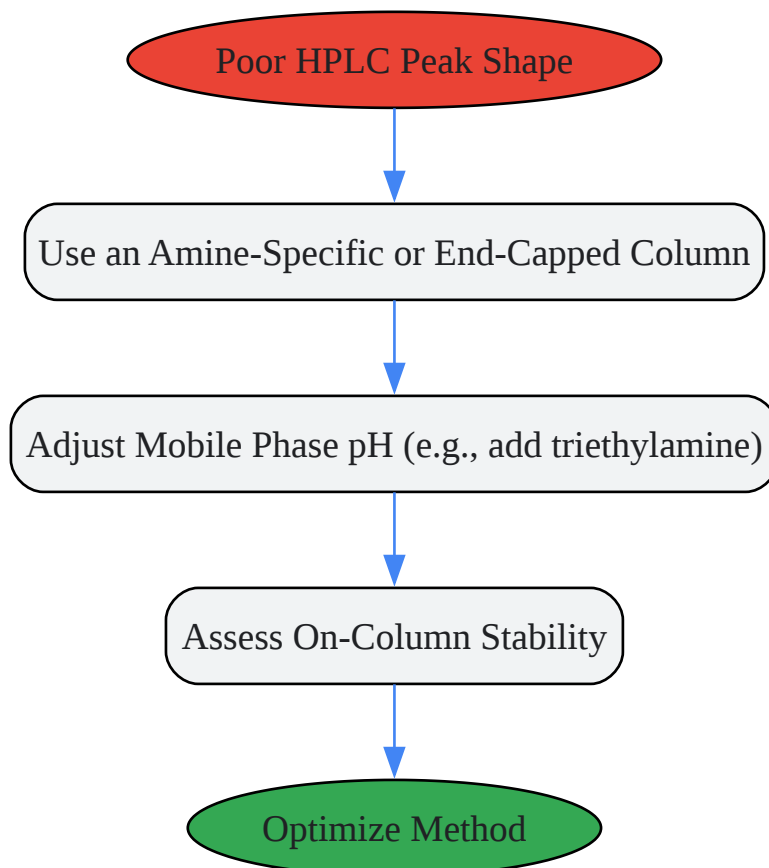 Poor HPLC Peak Shape
Use an Amine-Specific or End-Capped Column
Adjust Mobile Phase pH (e.g., add triethylamine)
Assess On-Column Stability
Optimize Method